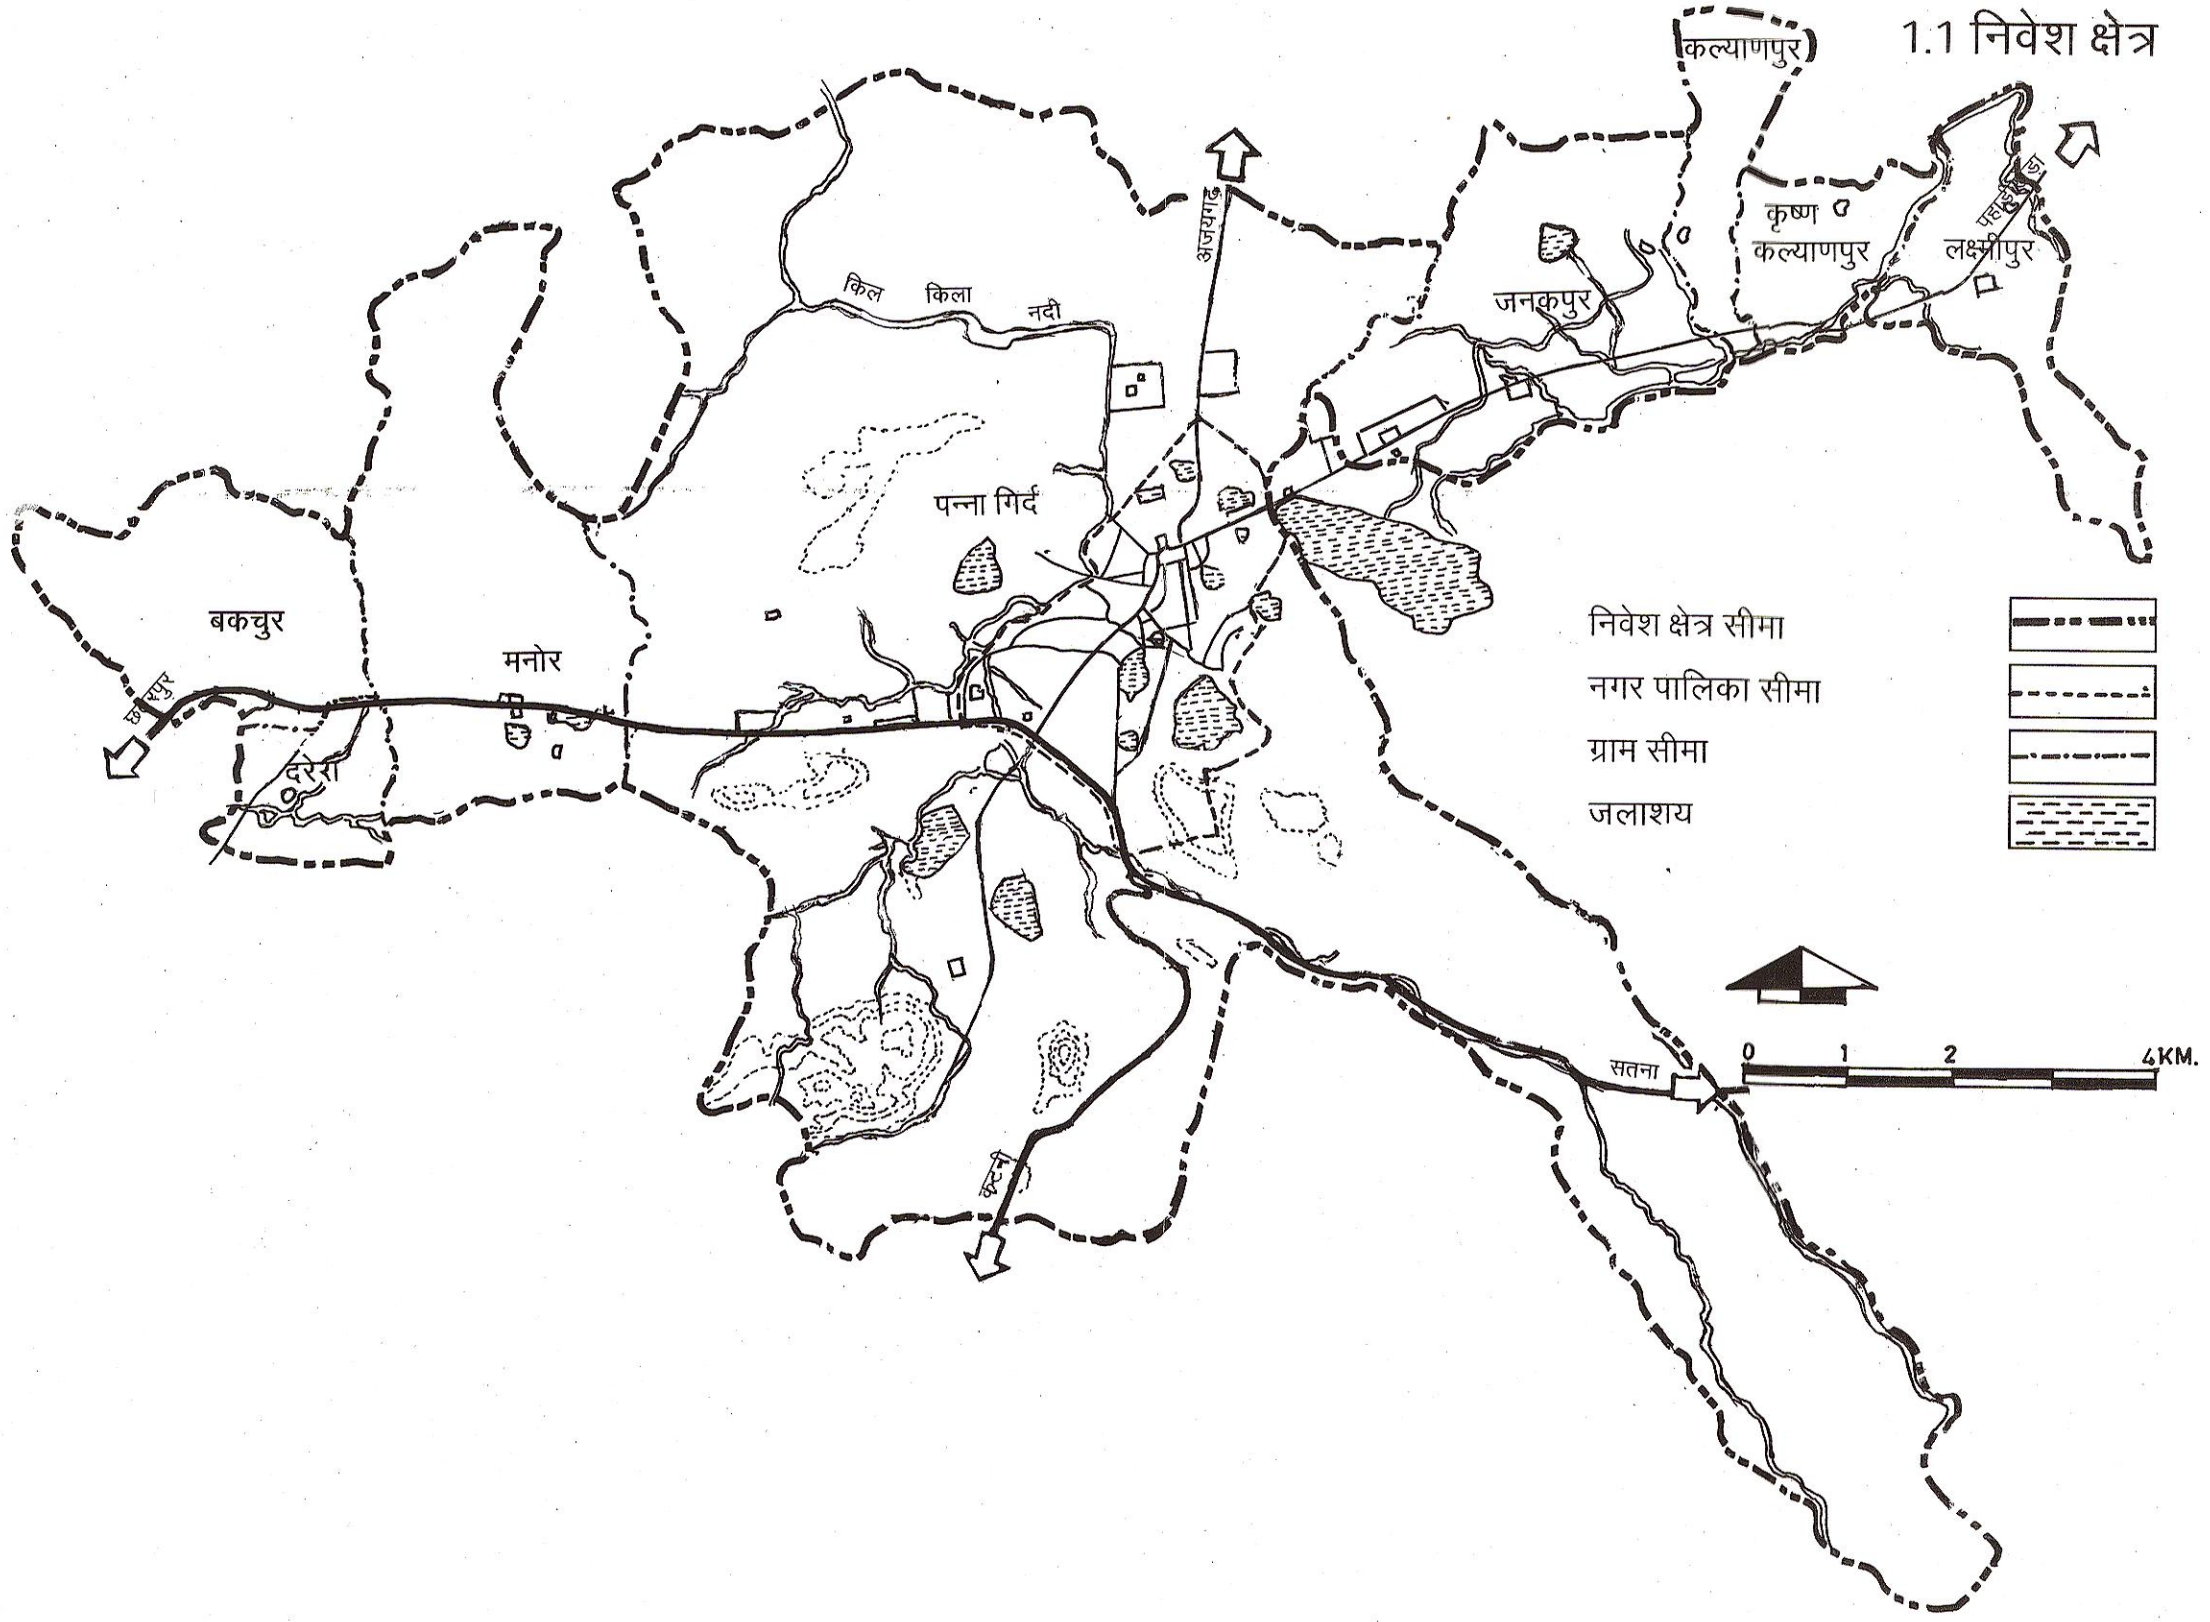 1.1 निवेश क्षेत्र
कल्याणपुर
कृष्ण
कल्याणपुर
लक्ष्मीपुर
जनकपुर
अजयगढ़
किल किला नदी
पन्ना गिर्द
बकचुर
मनोर
दरेरा
सतना
निवेश क्षेत्र सीमा
नगर पालिका सीमा
ग्राम सीमा
जलाशय
0 1 2 4KM.